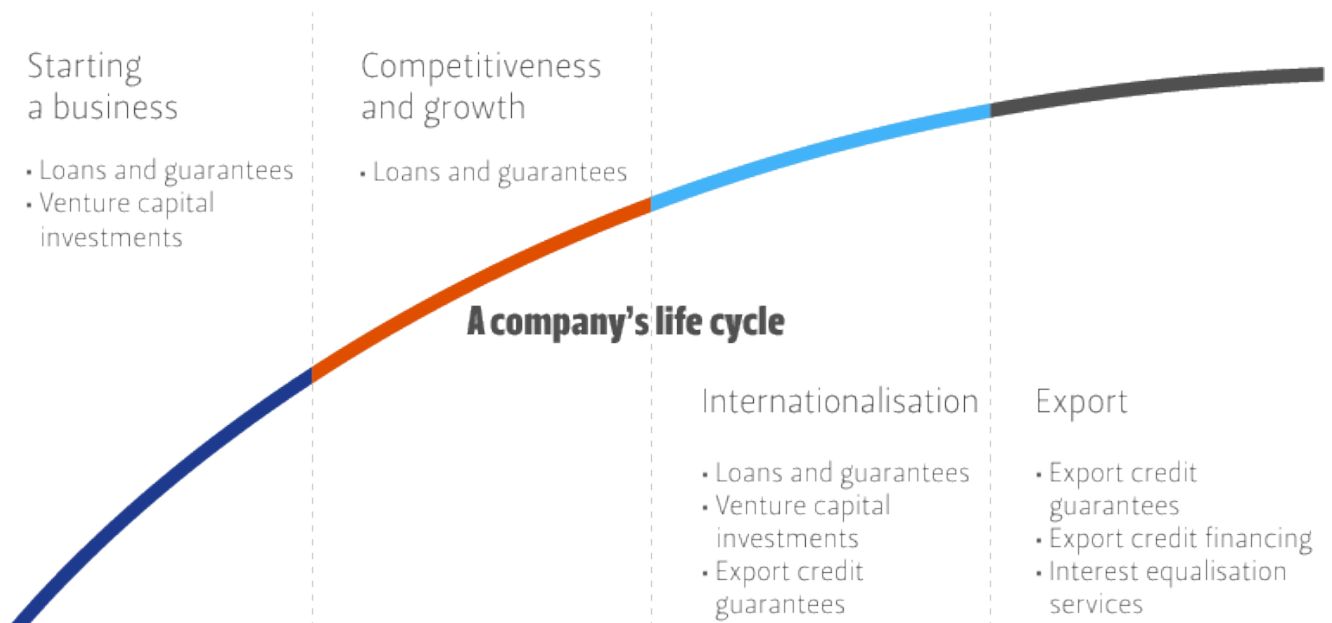 Starting
a business
• Loans and guarantees
• Venture capital
investments
Competitiveness
and growth
• Loans and guarantees
A company's life cycle
Internationalisation
• Loans and guarantees
• Venture capital
investments
• Export credit
guarantees
Export
• Export credit
guarantees
• Export credit financing
• Interest equalisation
services